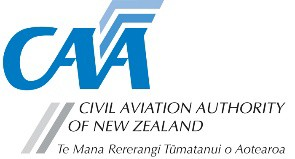 CAA
CIVIL AVIATION AUTHORITY
OF NEW ZEALAND
Te Mana Rererangi Tūmatanui o Aotearoa